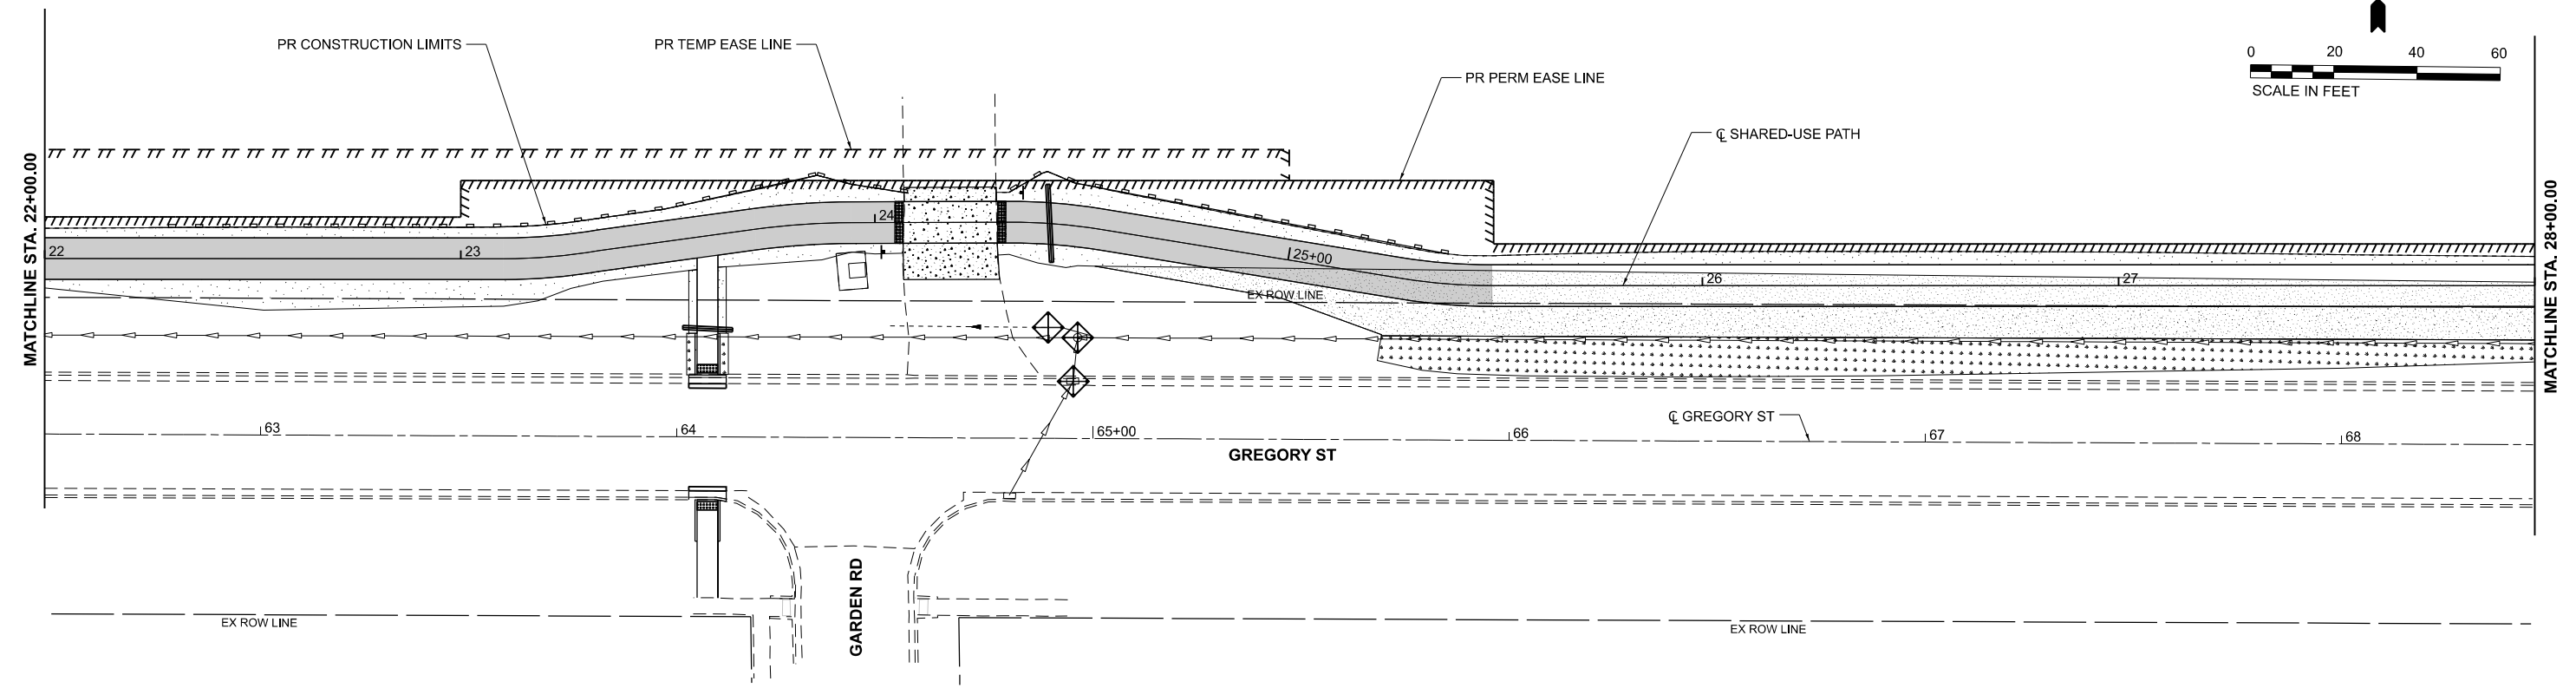 PR CONSTRUCTION LIMITS
PR TEMP EASE LINE
PR PERM EASE LINE
0 20 40 60
SCALE IN FEET
℄ SHARED-USE PATH
MATCHLINE STA. 22+00.00
MATCHLINE STA. 28+00.00
22
23
24
25+00
26
27
EX ROW LINE
63
64
65+00
66
67
68
℄ GREGORY ST
GREGORY ST
GARDEN RD
EX ROW LINE
EX ROW LINE